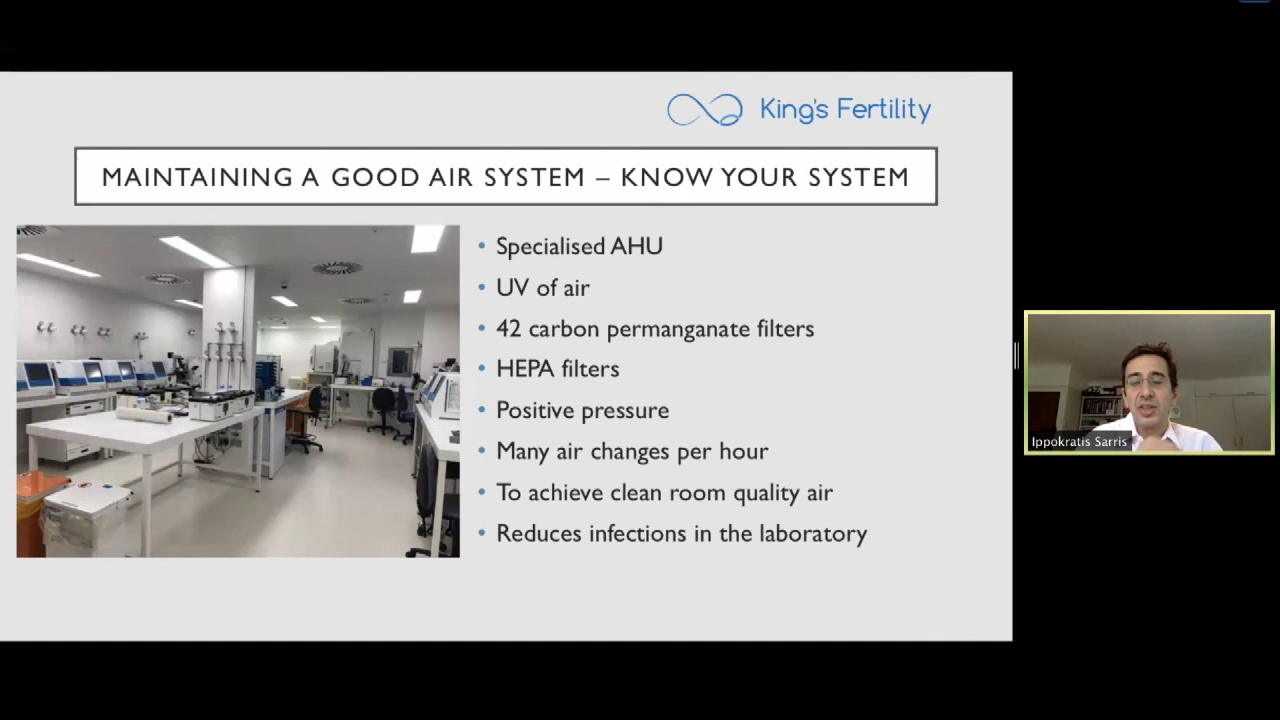 King's Fertility
MAINTAINING A GOOD AIR SYSTEM – KNOW YOUR SYSTEM
• Specialised AHU
• UV of air
• 42 carbon permanganate filters
• HEPA filters
• Positive pressure
• Many air changes per hour
• To achieve clean room quality air
• Reduces infections in the laboratory
Ippokratis Sarris